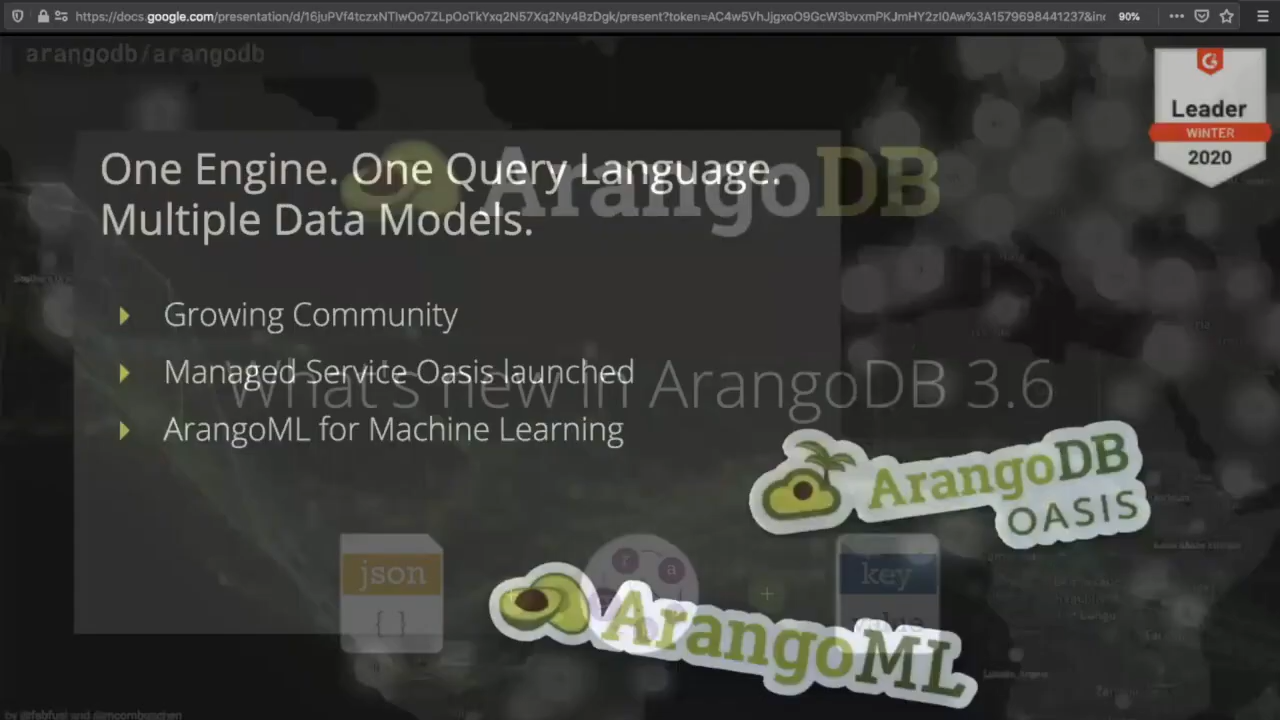 https://docs.google.com/presentation/d/16juPVf4tczxNTIwOo7ZLpOoTkYxq2N57Xq2Ny4BzDgk/present?token=AC4w5VhJjgxoO9GcW3bvxmPKJmHY2zI0Aw%3A1579698441237&in
90%
arangodb/arangodb
Leader
WINTER
2020
One Engine. One Query Language.
Multiple Data Models.
ArangoDB
Growing Community
Managed Service Oasis launched
What's new in ArangoDB 3.6
ArangoML for Machine Learning
ArangoDB
OASIS
json
{ }
r
a
+
key
value
ArangoML